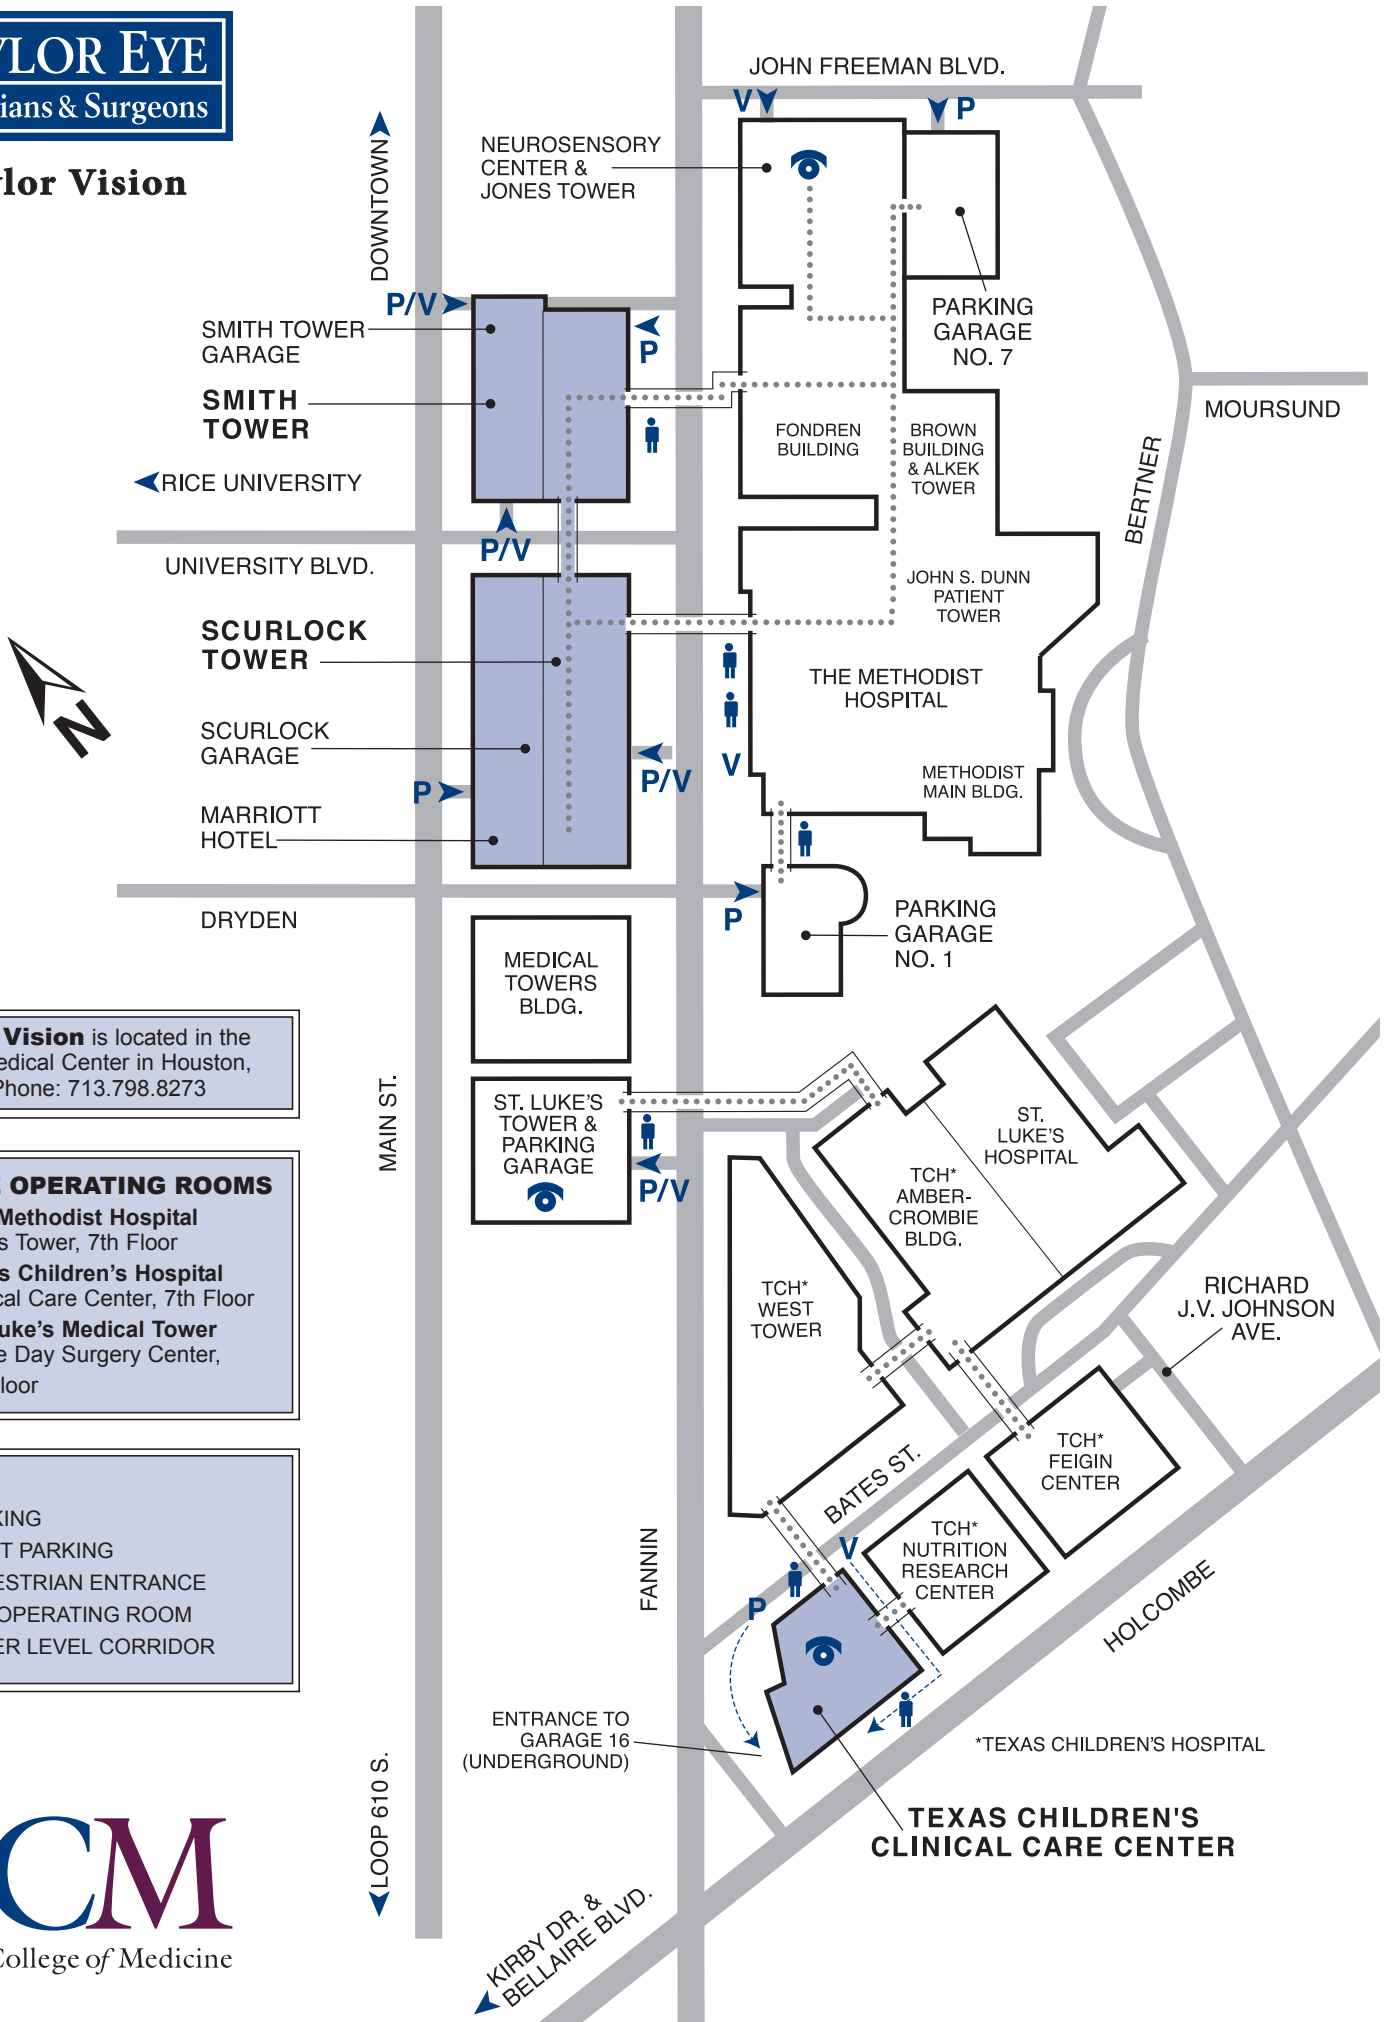 YLOR EYE
ians & Surgeons
ylor Vision
JOHN FREEMAN BLVD.
V
P
DOWNTOWN
NEUROSENSORY
CENTER &
JONES TOWER
P/V
SMITH TOWER
GARAGE
P
PARKING
GARAGE
NO. 7
SMITH
TOWER
MOURSUND
FONDREN
BUILDING
BROWN
BUILDING
& ALKEK
TOWER
BERTNER
RICE UNIVERSITY
P/V
UNIVERSITY BLVD.
JOHN S. DUNN
PATIENT
TOWER
SCURLOCK
TOWER
THE METHODIST
HOSPITAL
N
SCURLOCK
GARAGE
P/V
V
P
METHODIST
MAIN BLDG.
MARRIOTT
HOTEL
DRYDEN
P
PARKING
GARAGE
NO. 1
MEDICAL
TOWERS
BLDG.
Vision is located in the
edical Center in Houston,
Phone: 713.798.8273
MAIN ST.
ST. LUKE'S
TOWER &
PARKING
GARAGE
P/V
ST.
LUKE'S
HOSPITAL
TCH*
AMBER-
CROMBIE
BLDG.
E OPERATING ROOMS
Methodist Hospital
s Tower, 7th Floor
s Children's Hospital
cal Care Center, 7th Floor
uke's Medical Tower
e Day Surgery Center,
loor
TCH*
WEST
TOWER
RICHARD
J.V. JOHNSON
AVE.
TCH*
FEIGIN
CENTER
BATES ST.
KING
T PARKING
ESTRIAN ENTRANCE
OPERATING ROOM
ER LEVEL CORRIDOR
FANNIN
V
TCH*
NUTRITION
RESEARCH
CENTER
P
HOLCOMBE
ENTRANCE TO
GARAGE 16
(UNDERGROUND)
*TEXAS CHILDREN'S HOSPITAL
LOOP 610 S.
TEXAS CHILDREN'S
CLINICAL CARE CENTER
CM
College of Medicine
KIRBY DR. &
BELLAIRE BLVD.